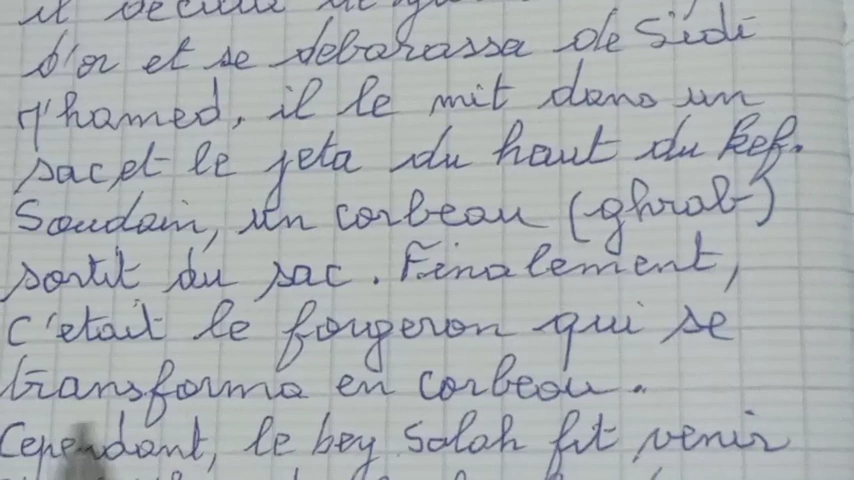 d'or et se debarassa de Sidi
M'hamed, il le mit dans un
sac, et le jeta du haut du kef.
Soudain, un corbeau (ghrab)
sortit du sac. Finalement,
c'etait le forgeron qui se
transforma en corbeau.
Cependant, le bey Salah fit venir